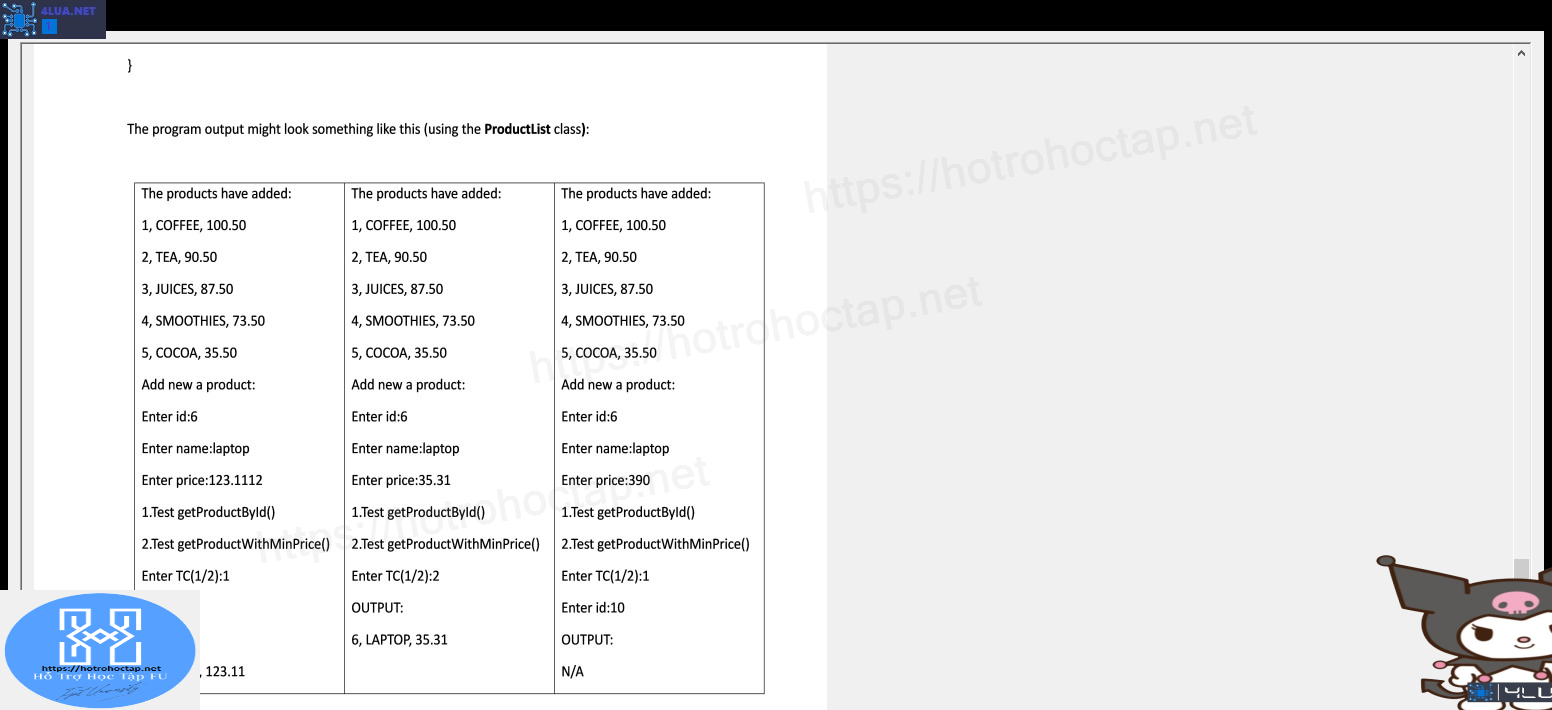 4LUA.NET
}
The program output might look something like this (using the ProductList class):
The products have added:
1, COFFEE, 100.50
2, TEA, 90.50
3, JUICES, 87.50
4, SMOOTHIES, 73.50
5, COCOA, 35.50
Add new a product:
Enter id:6
Enter name:laptop
Enter price:123.1112
1.Test getProductById()
2.Test getProductWithMinPrice()
Enter TC(1/2):1
, 123.11
The products have added:
1, COFFEE, 100.50
2, TEA, 90.50
3, JUICES, 87.50
4, SMOOTHIES, 73.50
5, COCOA, 35.50
Add new a product:
Enter id:6
Enter name:laptop
Enter price:35.31
1.Test getProductById()
2.Test getProductWithMinPrice()
Enter TC(1/2):2
OUTPUT:
6, LAPTOP, 35.31
The products have added:
1, COFFEE, 100.50
2, TEA, 90.50
3, JUICES, 87.50
4, SMOOTHIES, 73.50
5, COCOA, 35.50
Add new a product:
Enter id:6
Enter name:laptop
Enter price:390
1.Test getProductById()
2.Test getProductWithMinPrice()
Enter TC(1/2):1
Enter id:10
OUTPUT:
N/A
https://hotrohoctap.net
https://hotrohoctap.net
https://hotrohoctap.net
https://hotrohoctap.net
Hỗ Trợ Học Tập FU
4LU